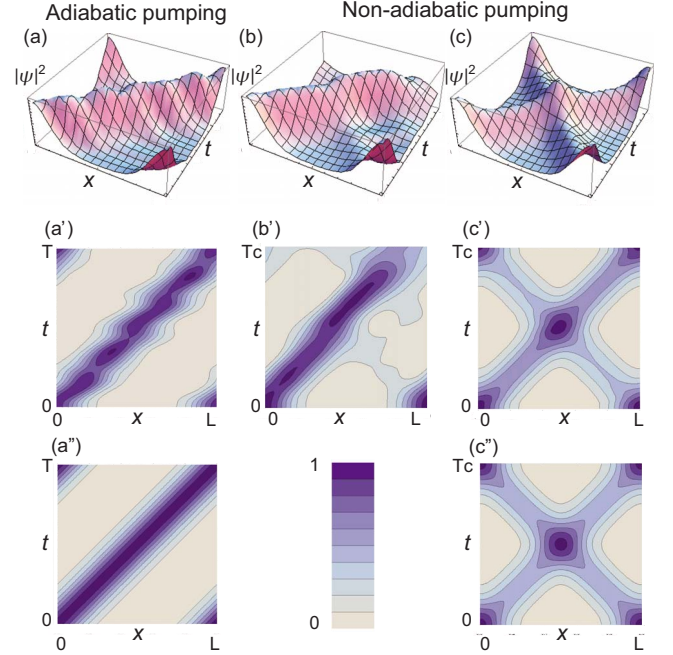 Adiabatic pumping Non-adiabatic pumping
(a) (b) (c)
|ψ|² |ψ|² |ψ|²
x t x t x t
(a') (b') (c')
T Tc Tc
t t
0 0 0
0 x L 0 x L 0 x L
(a") (c")
T 1 Tc
t t
0 0 0
0 x L 0 x L